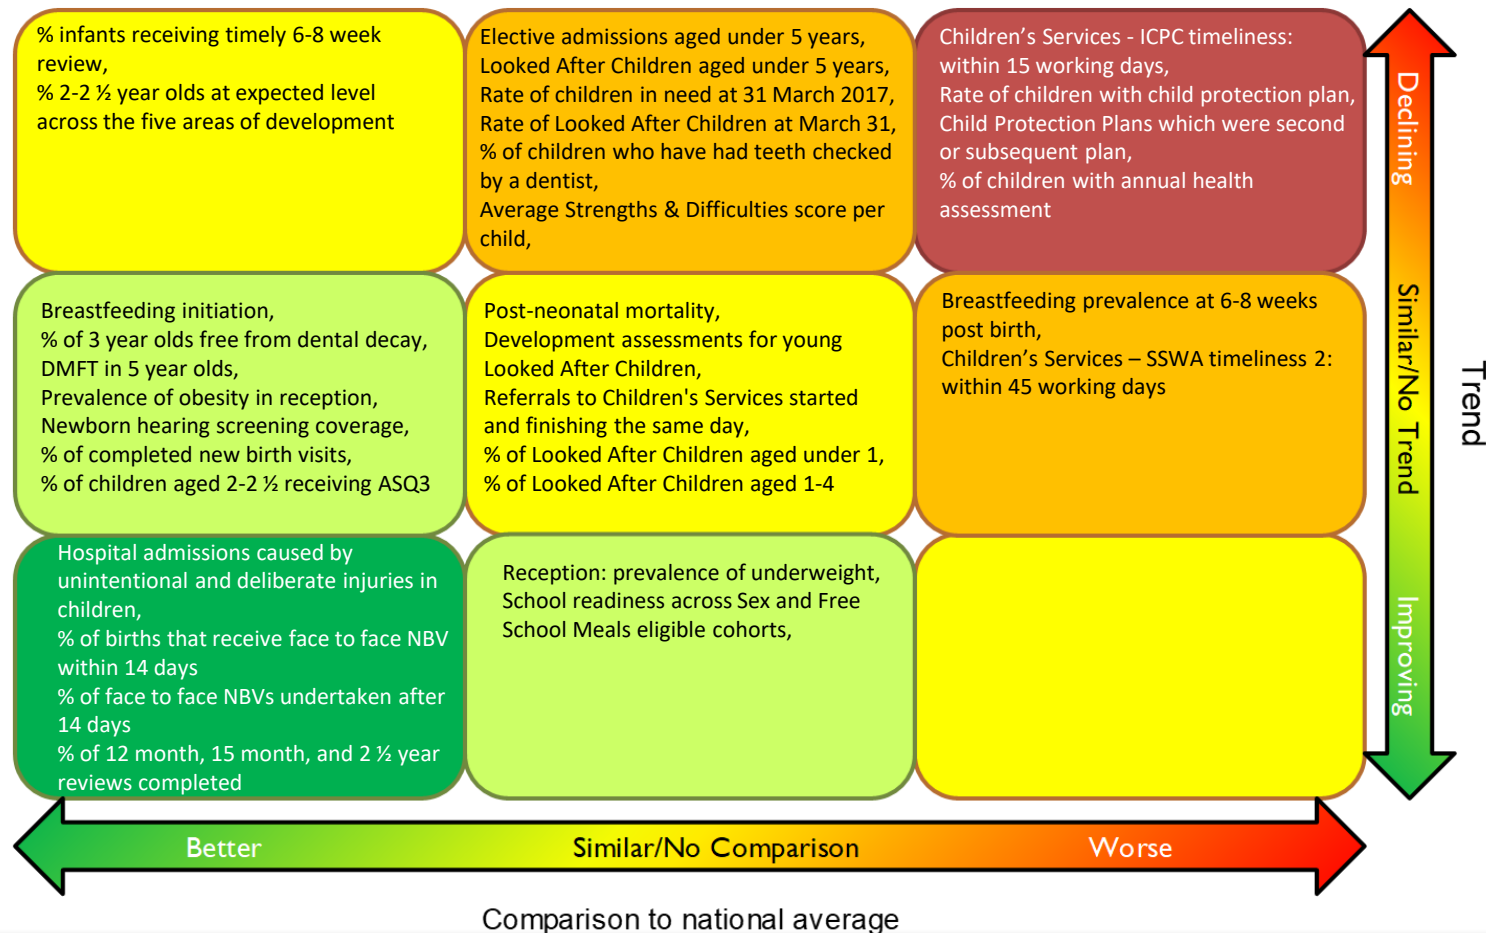 % infants receiving timely 6-8 week
review,
% 2-2 ½ year olds at expected level
across the five areas of development
Elective admissions aged under 5 years,
Looked After Children aged under 5 years,
Rate of children in need at 31 March 2017,
Rate of Looked After Children at March 31,
% of children who have had teeth checked
by a dentist,
Average Strengths & Difficulties score per
child,
Children’s Services - ICPC timeliness:
within 15 working days,
Rate of children with child protection plan,
Child Protection Plans which were second
or subsequent plan,
% of children with annual health
assessment
Breastfeeding initiation,
% of 3 year olds free from dental decay,
DMFT in 5 year olds,
Prevalence of obesity in reception,
Newborn hearing screening coverage,
% of completed new birth visits,
% of children aged 2-2 ½ receiving ASQ3
Post-neonatal mortality,
Development assessments for young
Looked After Children,
Referrals to Children's Services started
and finishing the same day,
% of Looked After Children aged under 1,
% of Looked After Children aged 1-4
Breastfeeding prevalence at 6-8 weeks
post birth,
Children’s Services – SSWA timeliness 2:
within 45 working days
Hospital admissions caused by
unintentional and deliberate injuries in
children,
% of births that receive face to face NBV
within 14 days
% of face to face NBVs undertaken after
14 days
% of 12 month, 15 month, and 2 ½ year
reviews completed
Reception: prevalence of underweight,
School readiness across Sex and Free
School Meals eligible cohorts,
Declining
Similar/No Trend
Improving
Trend
Better
Similar/No Comparison
Worse
Comparison to national average